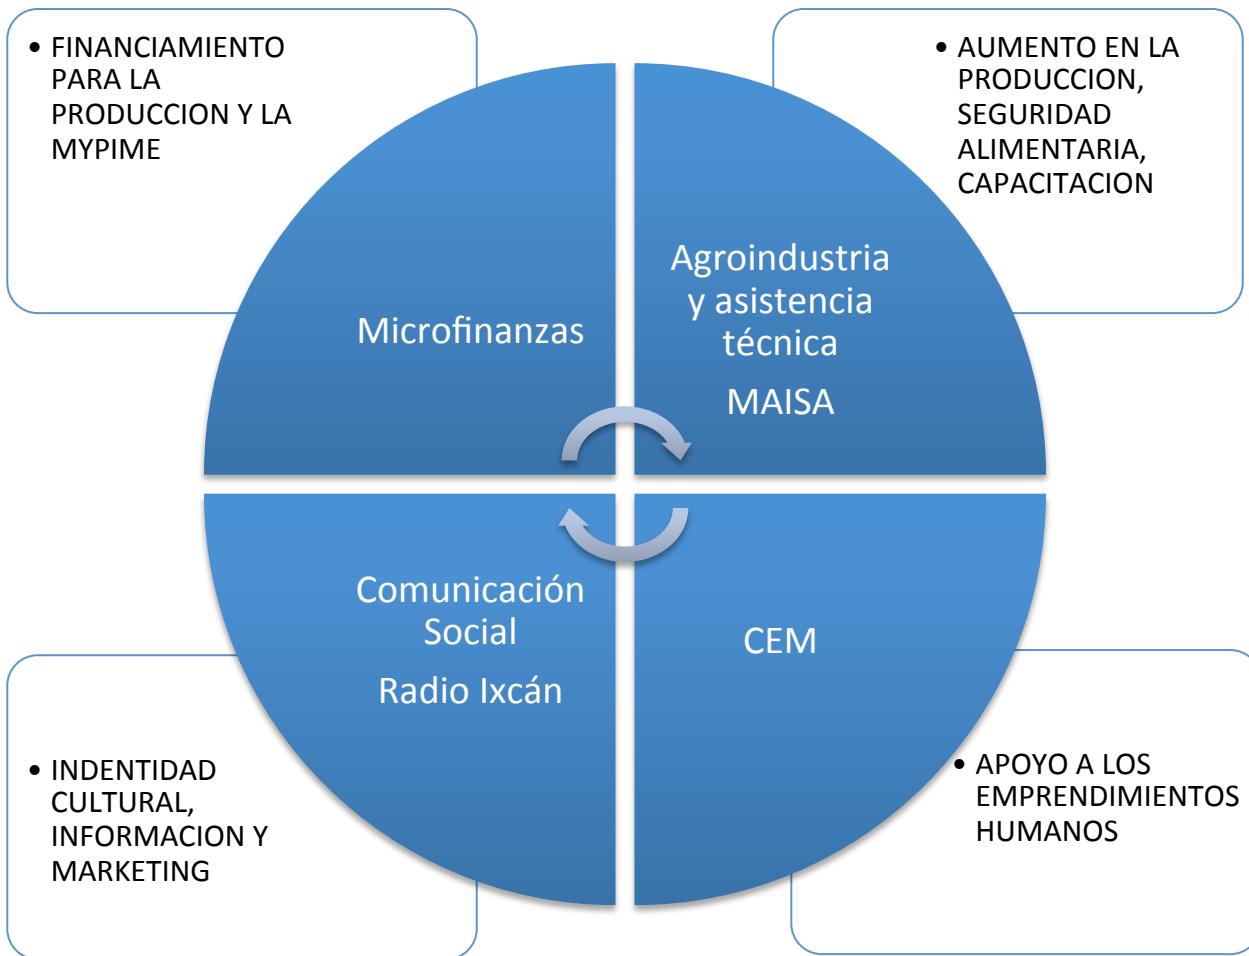 • FINANCIAMIENTO
PARA LA
PRODUCCION Y LA
MYPIME
• AUMENTO EN LA
PRODUCCION,
SEGURIDAD
ALIMENTARIA,
CAPACITACION
Microfinanzas
Agroindustria
y asistencia
técnica
MAISA
Comunicación
Social
Radio Ixcán
CEM
• INDENTIDAD
CULTURAL,
INFORMACION Y
MARKETING
• APOYO A LOS
EMPRENDIMIENTOS
HUMANOS